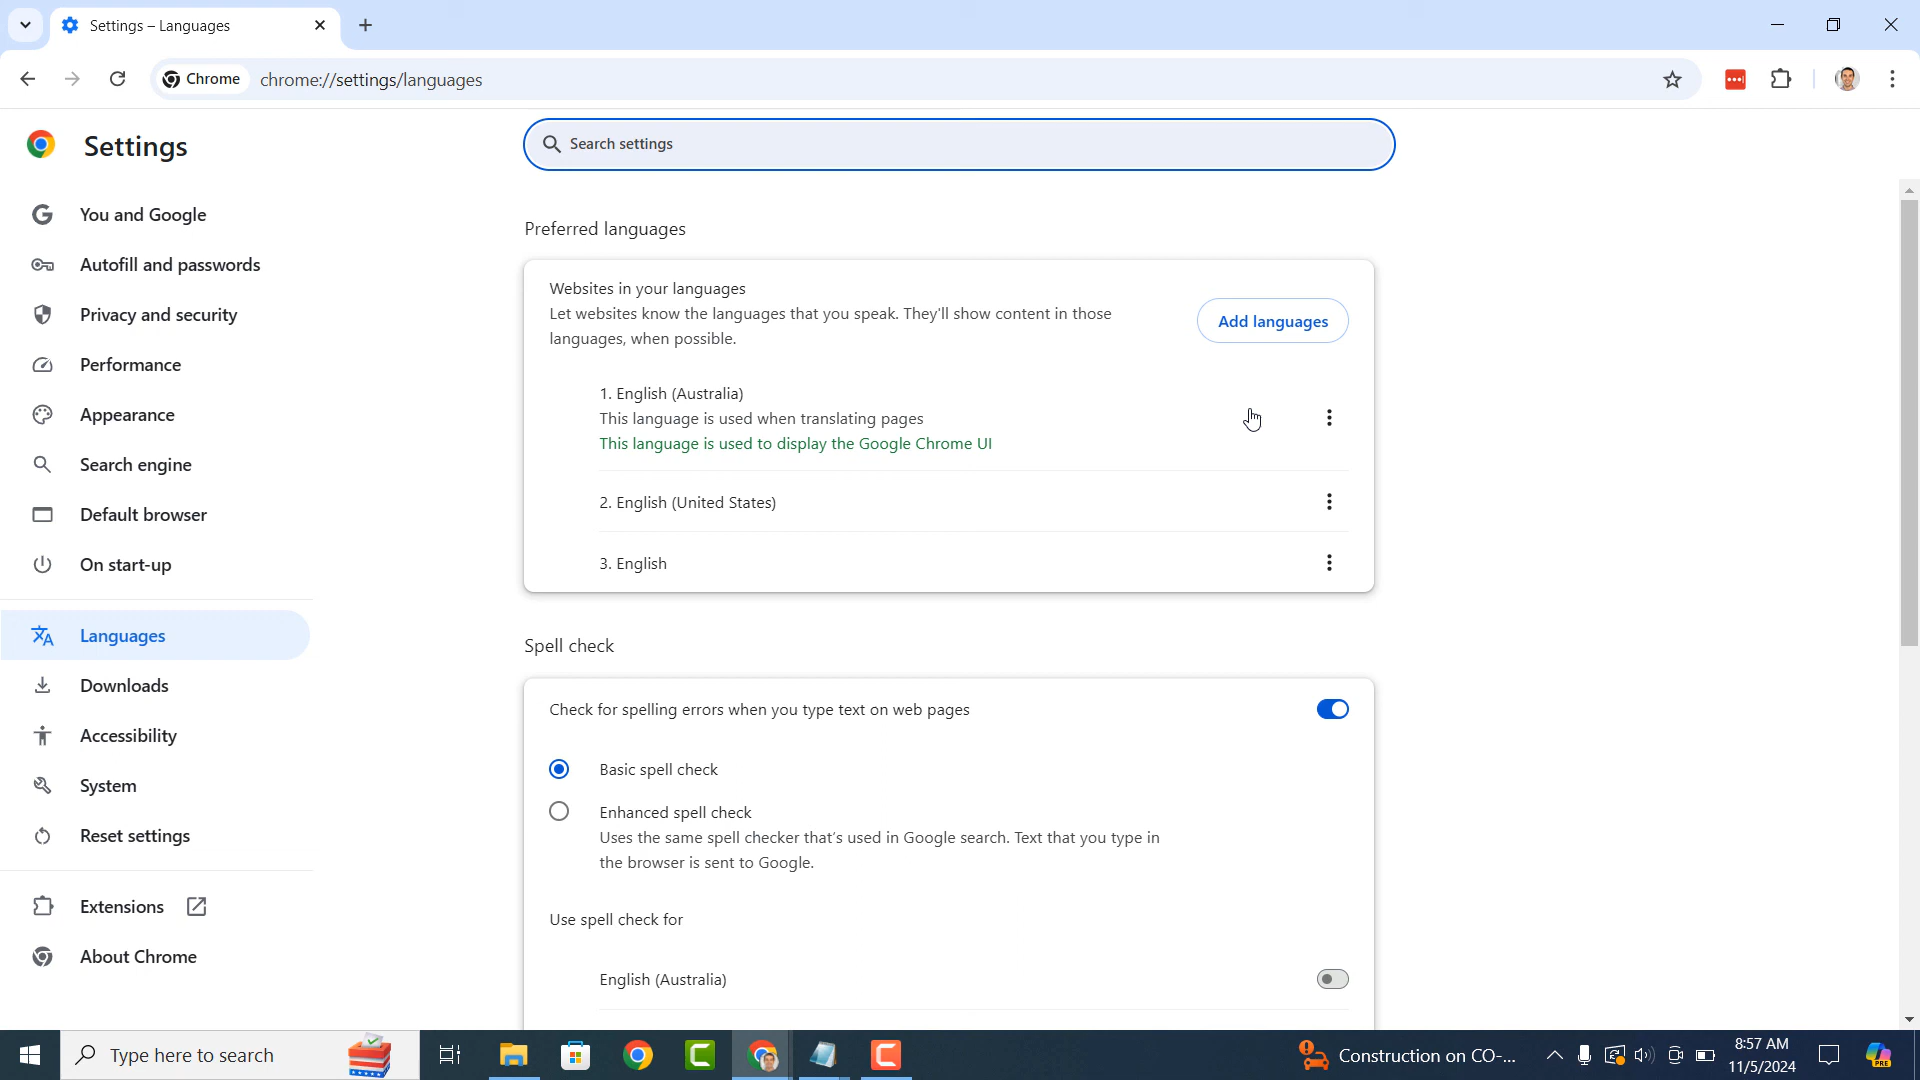 Settings – Languages
Chrome
chrome://settings/languages
Settings
Search settings
You and Google
Autofill and passwords
Privacy and security
Performance
Appearance
Search engine
Default browser
On start-up
Languages
Downloads
Accessibility
System
Reset settings
Extensions
About Chrome
Preferred languages
Websites in your languages
Let websites know the languages that you speak. They'll show content in those
languages, when possible.
Add languages
1. English (Australia)
This language is used when translating pages
This language is used to display the Google Chrome UI
2. English (United States)
3. English
Spell check
Check for spelling errors when you type text on web pages
Basic spell check
Enhanced spell check
Uses the same spell checker that's used in Google search. Text that you type in
the browser is sent to Google.
Use spell check for
English (Australia)
Type here to search
Construction on CO-...
8:57 AM
11/5/2024
PRE